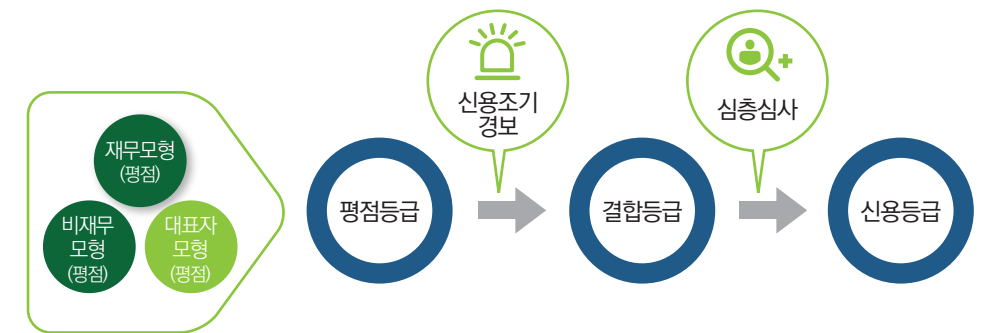 재무모형
(평점)
비재무
모형
(평점)
대표자
모형
(평점)
평점등급
신용조기
경보
결합등급
심층심사
신용등급